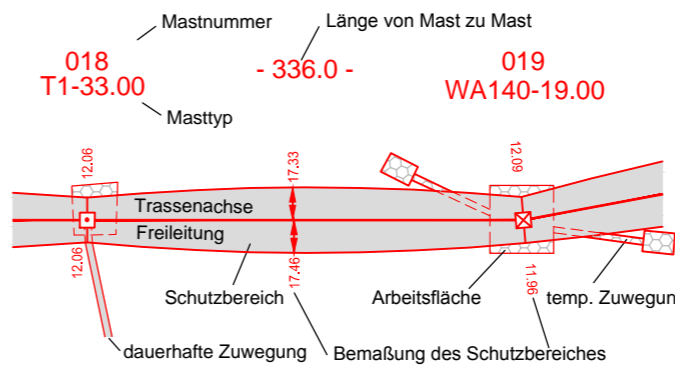 Mastnummer
Länge von Mast zu Mast
018
T1-33.00
- 336.0 -
019
WA140-19.00
Masttyp
12.06
17.33
12.09
Trassenachse
Freileitung
12.06
17.46
11.96
Schutzbereich
Arbeitsfläche
temp. Zuwegun
dauerhafte Zuwegung
Bemaßung des Schutzbereiches